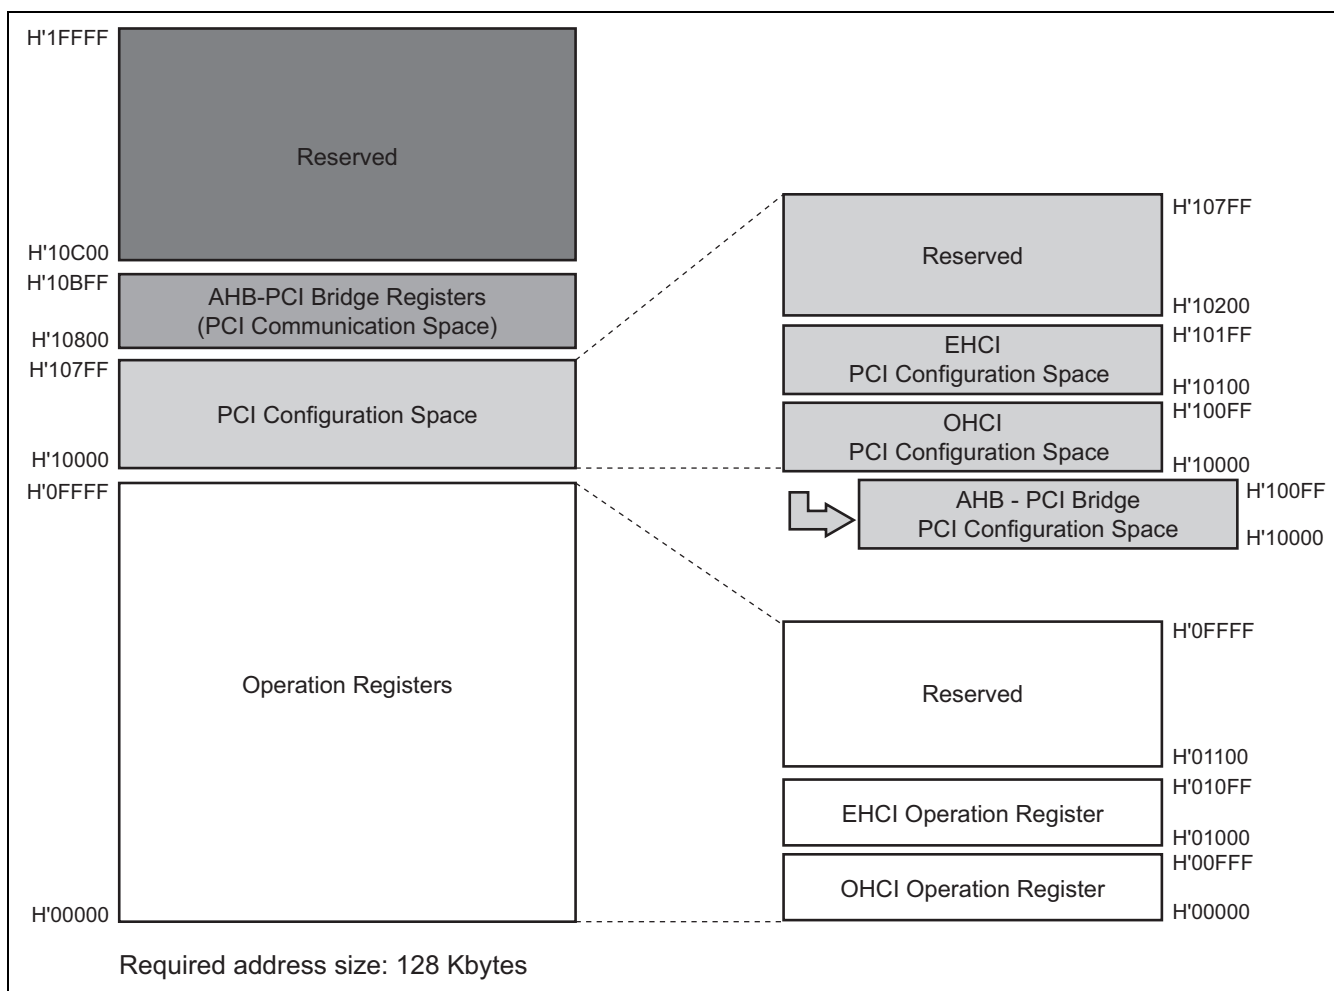 H'1FFFF
Reserved
H'10C00
H'10BFF
AHB-PCI Bridge Registers
(PCI Communication Space)
H'10800
H'107FF
PCI Configuration Space
H'10000
H'0FFFF
Operation Registers
H'00000
H'107FF
Reserved
H'10200
H'101FF
EHCI
PCI Configuration Space
H'10100
H'100FF
OHCI
PCI Configuration Space
H'10000
H'100FF
AHB - PCI Bridge
PCI Configuration Space
H'10000
H'0FFFF
Reserved
H'01100
H'010FF
EHCI Operation Register
H'01000
H'00FFF
OHCI Operation Register
H'00000
Required address size: 128 Kbytes